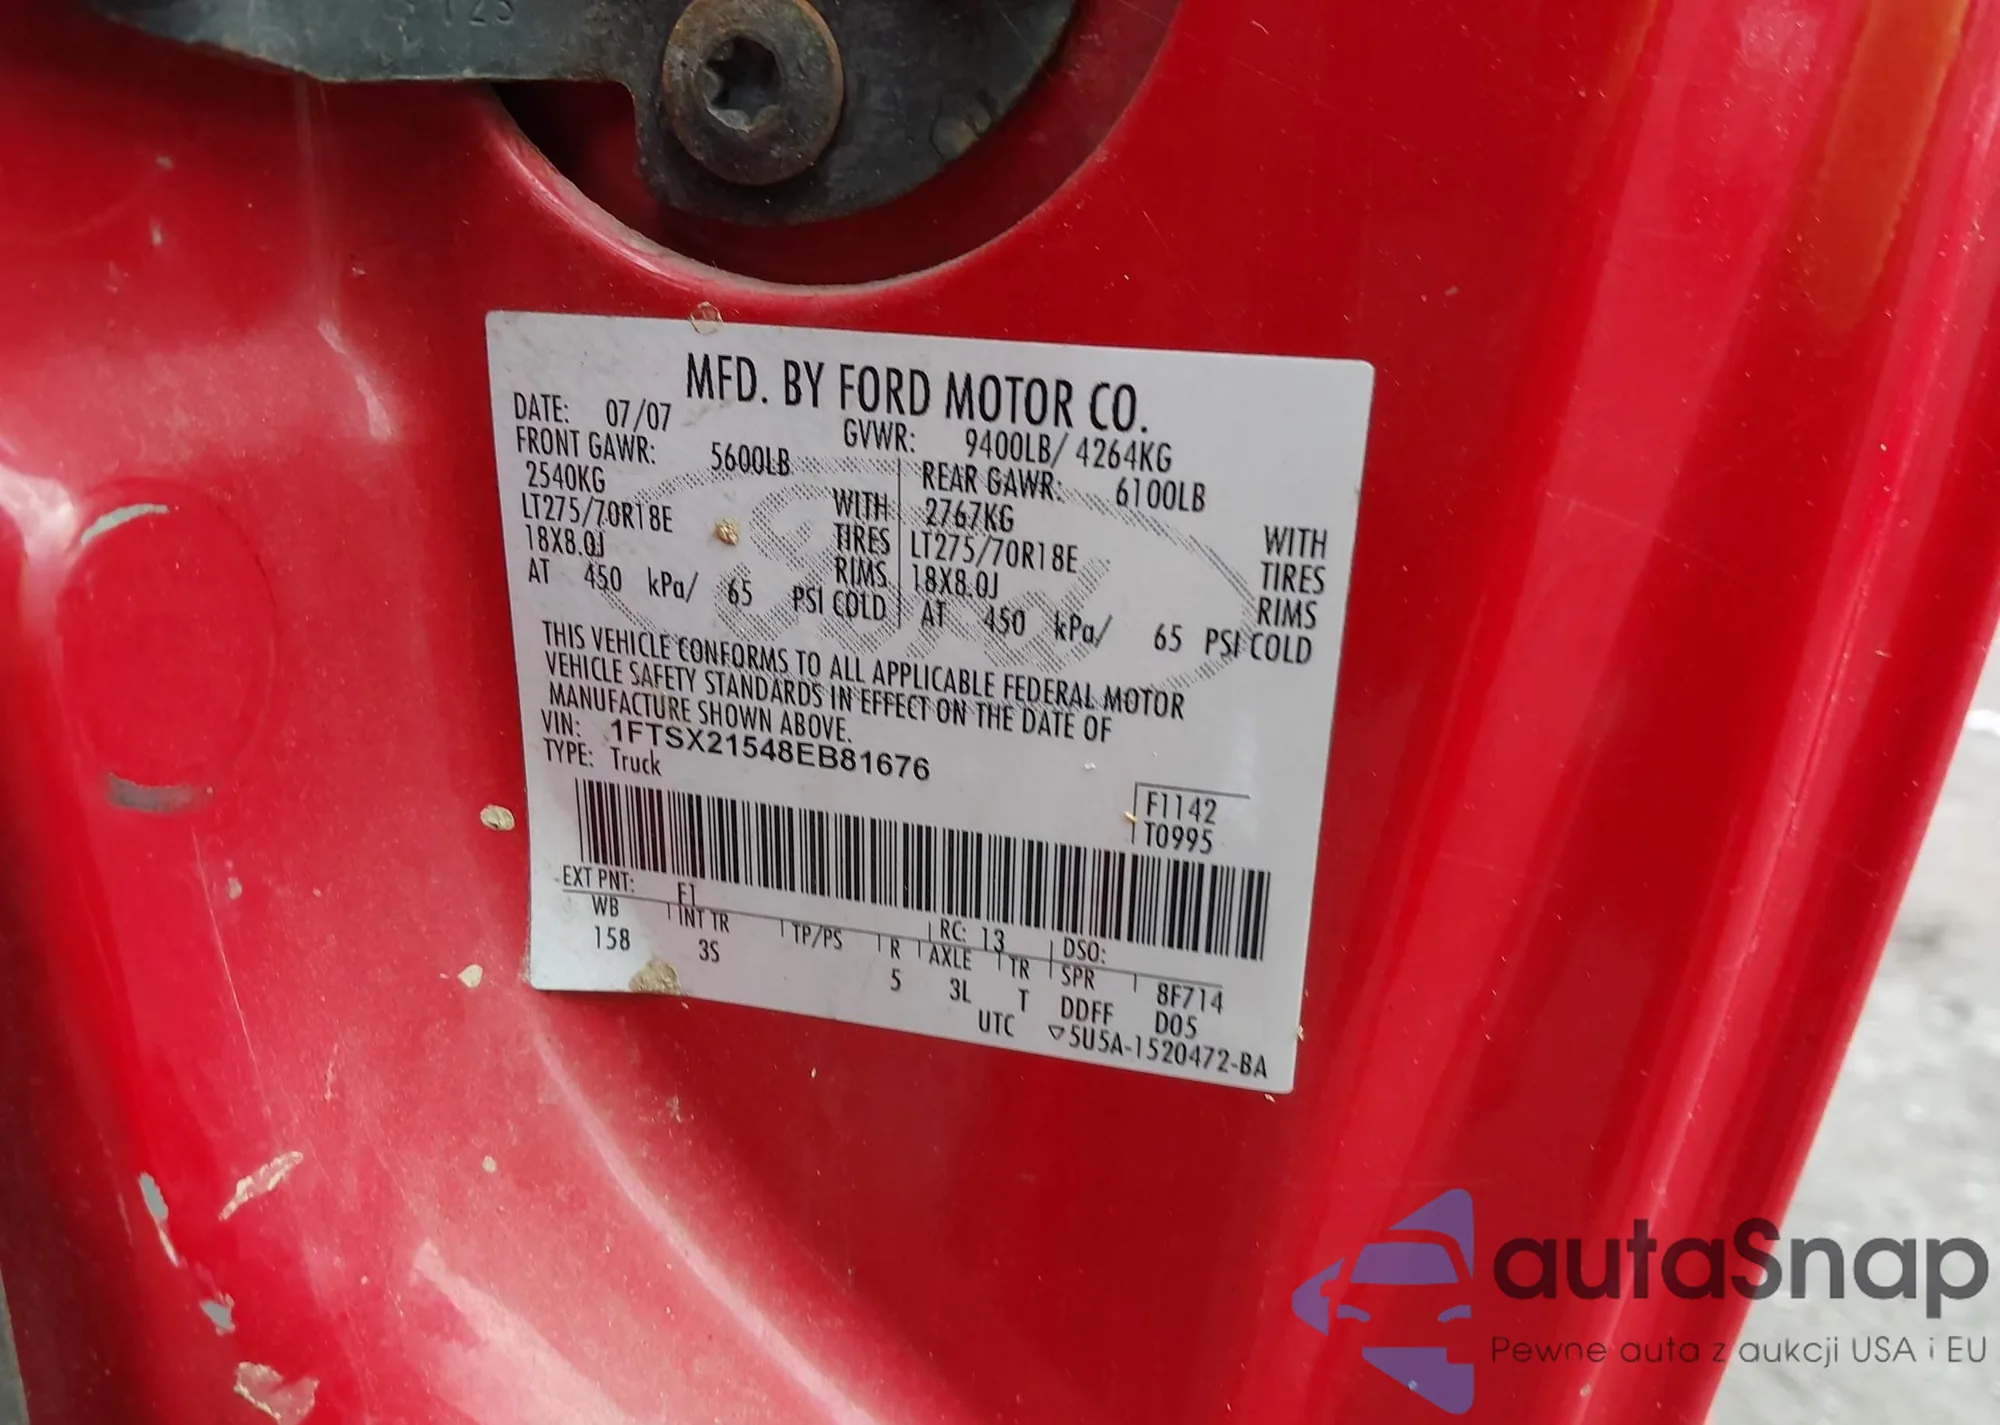 MFD. BY FORD MOTOR CO.
DATE: 07/07 GVWR: 9400LB/ 4264KG
FRONT GAWR: 5600LB REAR GAWR: 6100LB
2540KG WITH 2767KG WITH
LT275/70R18E TIRES LT275/70R18E TIRES
18X8.0J RIMS 18X8.0J RIMS
AT 450 kPa/ 65 PSI COLD AT 450 kPa/ 65 PSI COLD
THIS VEHICLE CONFORMS TO ALL APPLICABLE FEDERAL MOTOR
VEHICLE SAFETY STANDARDS IN EFFECT ON THE DATE OF
MANUFACTURE SHOWN ABOVE.
VIN: 1FTSX21548EB81676
TYPE: Truck
F1142
T0995
EXT PNT: F1 RC: 13 DSO:
WB INT TR TP/PS R AXLE TR SPR 8F714
158 3S 5 3L T DDFF D05
UTC ▽5U5A-1520472-BA
autaSnap
Pewne auta z aukcji USA i EU